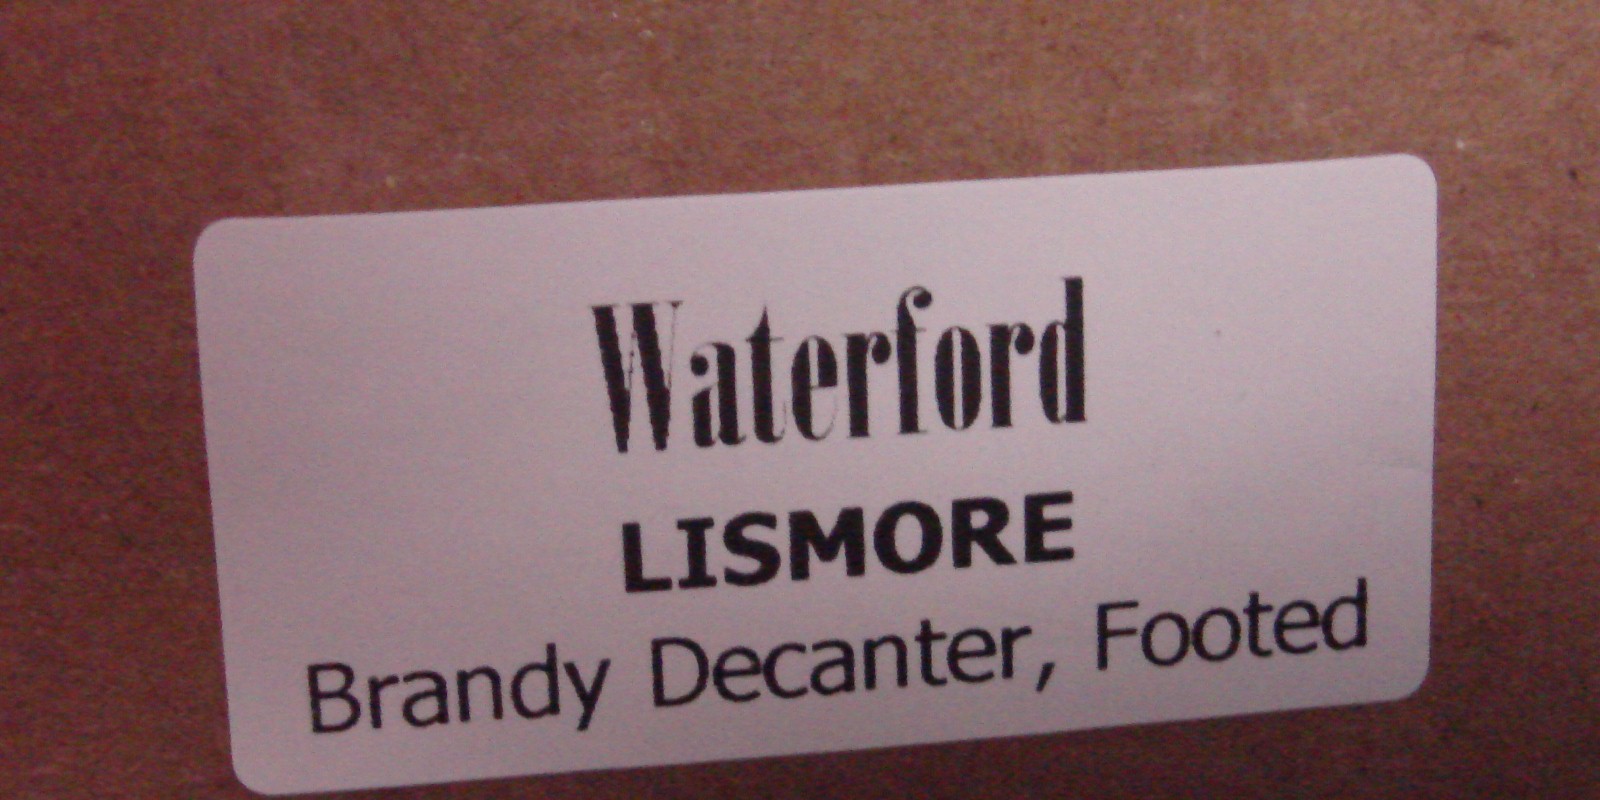 Waterford
LISMORE
Brandy Decanter, Footed